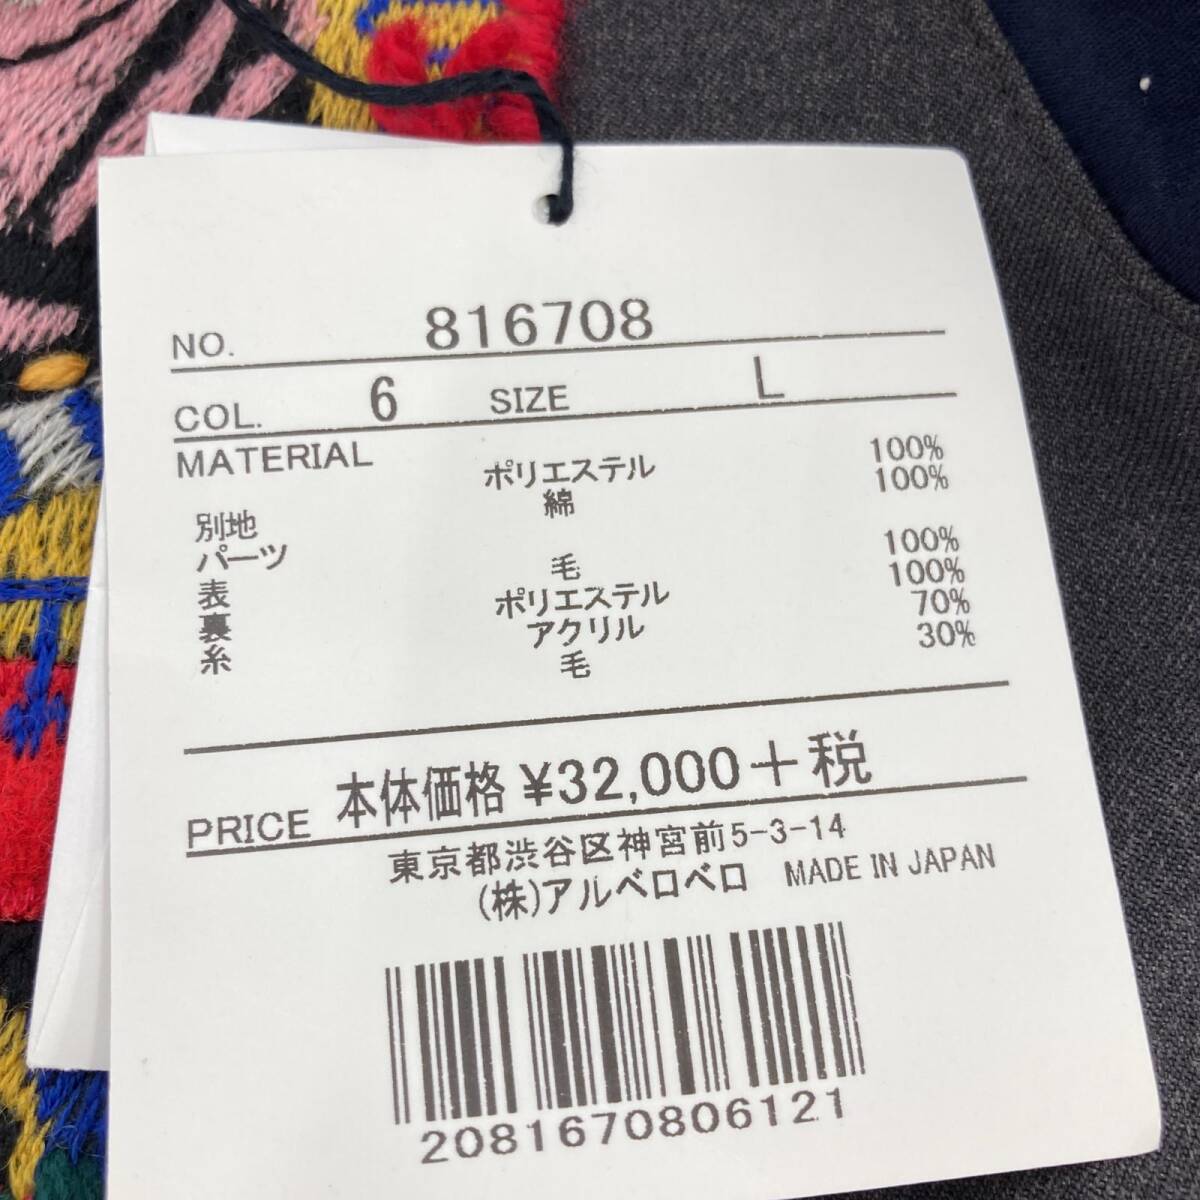 NO. 816708
COL. 6 SIZE L
MATERIAL
ポリエステル 100%
別地 綿 100%
パーツ
表 毛 100%
裏 ポリエステル 100%
糸 アクリル 70%
毛 30%
PRICE 本体価格 ¥32,000+税
東京都渋谷区神宮前5-3-14
(株)アルベロベロ MADE IN JAPAN
2081670806121